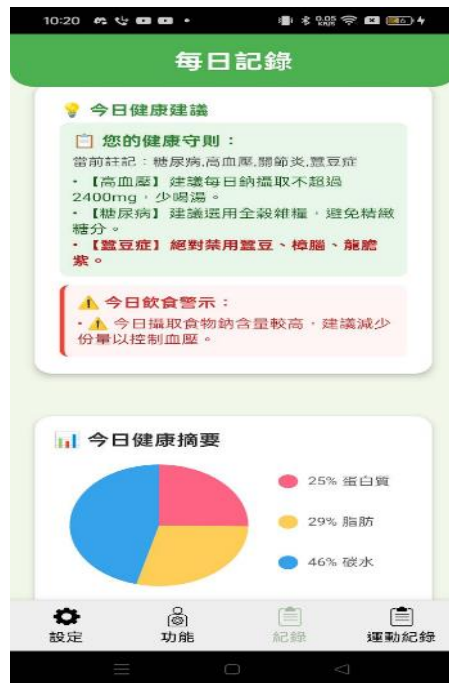 10:20
0.05 KB/S
每日記錄
💡 今日健康建議
📋 您的健康守則：
當前註記：糖尿病,高血壓,關節炎,蠶豆症
• 【高血壓】建議每日鈉攝取不超過
2400mg，少喝湯。
• 【糖尿病】建議選用全穀雜糧，避免精緻
糖分。
• 【蠶豆症】絕對禁用蠶豆、樟腦、龍膽
紫。
⚠️ 今日飲食警示：
• ⚠️ 今日攝取食物鈉含量較高，建議減少
份量以控制血壓。
📊 今日健康摘要
25% 蛋白質
29% 脂肪
46% 碳水
設定
功能
紀錄
運動紀錄